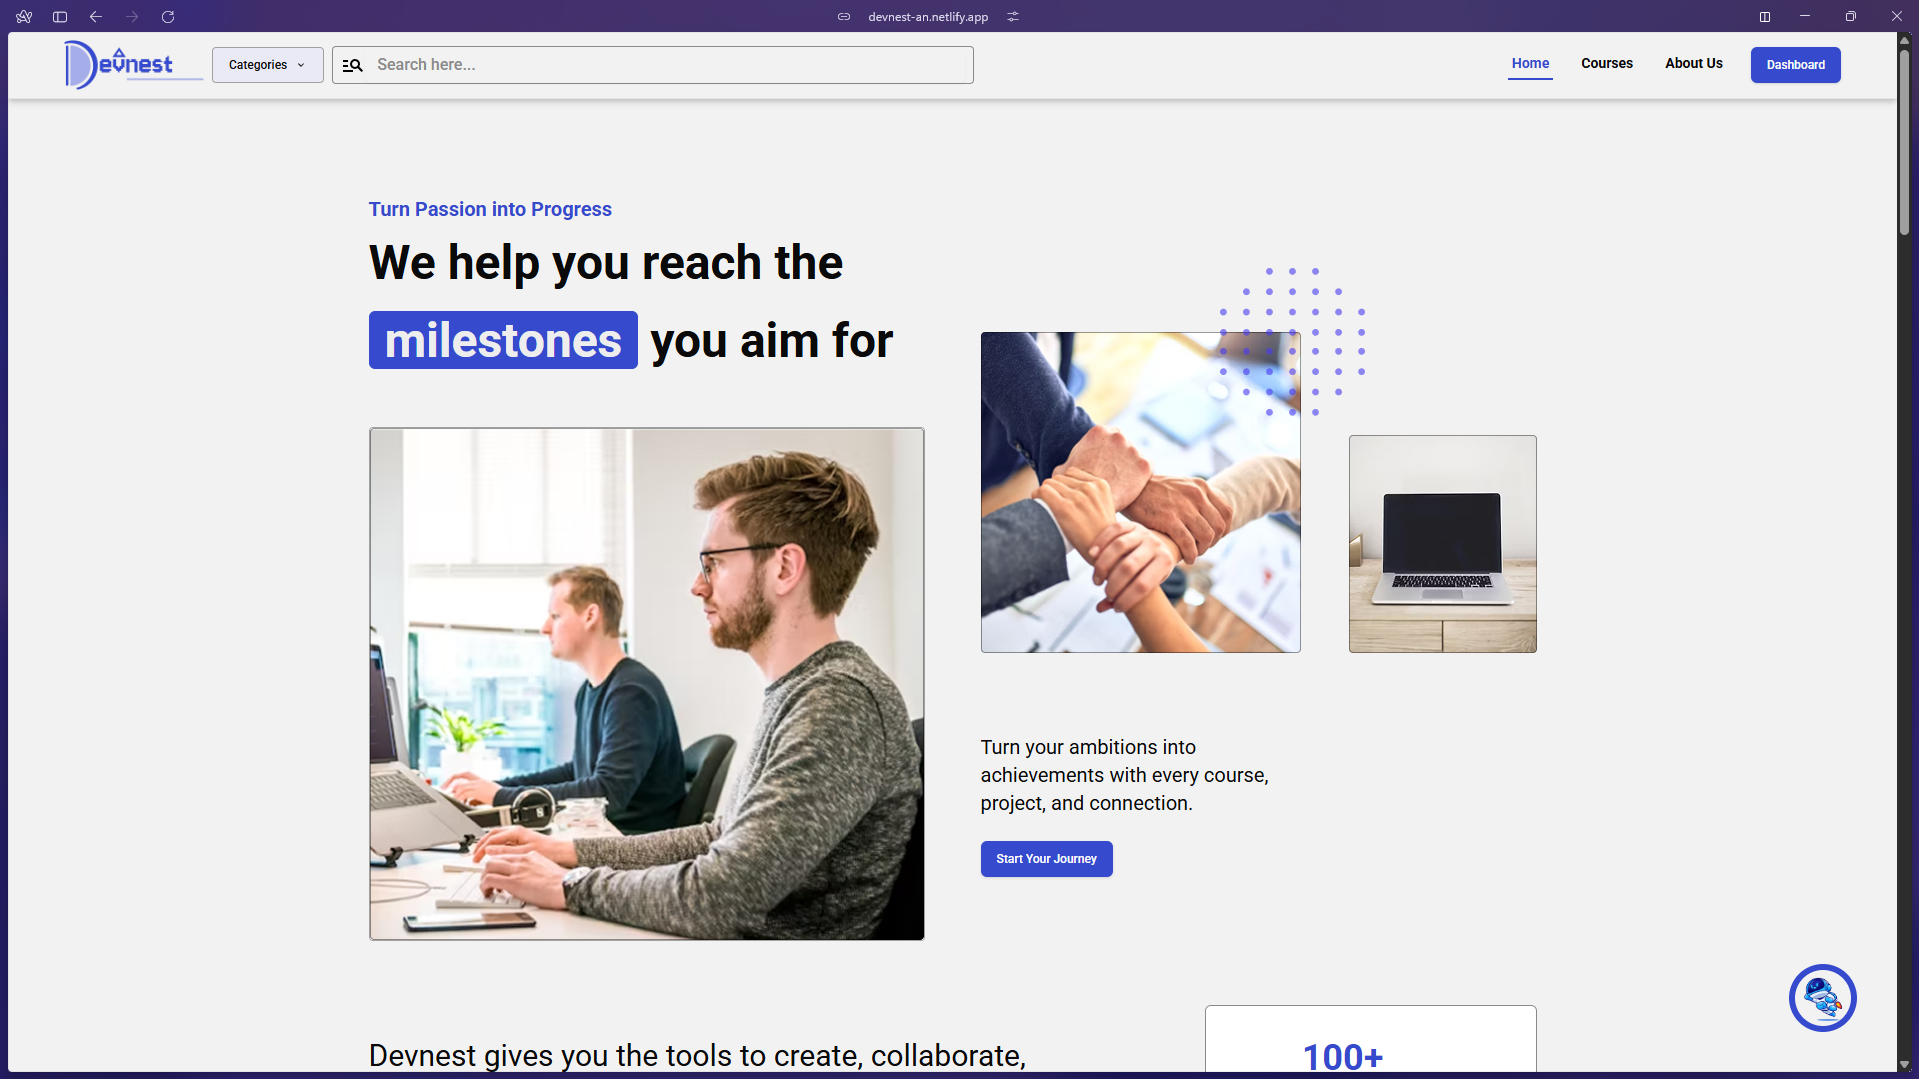 devnest-an.netlify.app
Devnest
Categories
Search here...
Home
Courses
About Us
Dashboard
Turn Passion into Progress
We help you reach the
milestones you aim for
Turn your ambitions into
achievements with every course,
project, and connection.
Start Your Journey
Devnest gives you the tools to create, collaborate,
100+